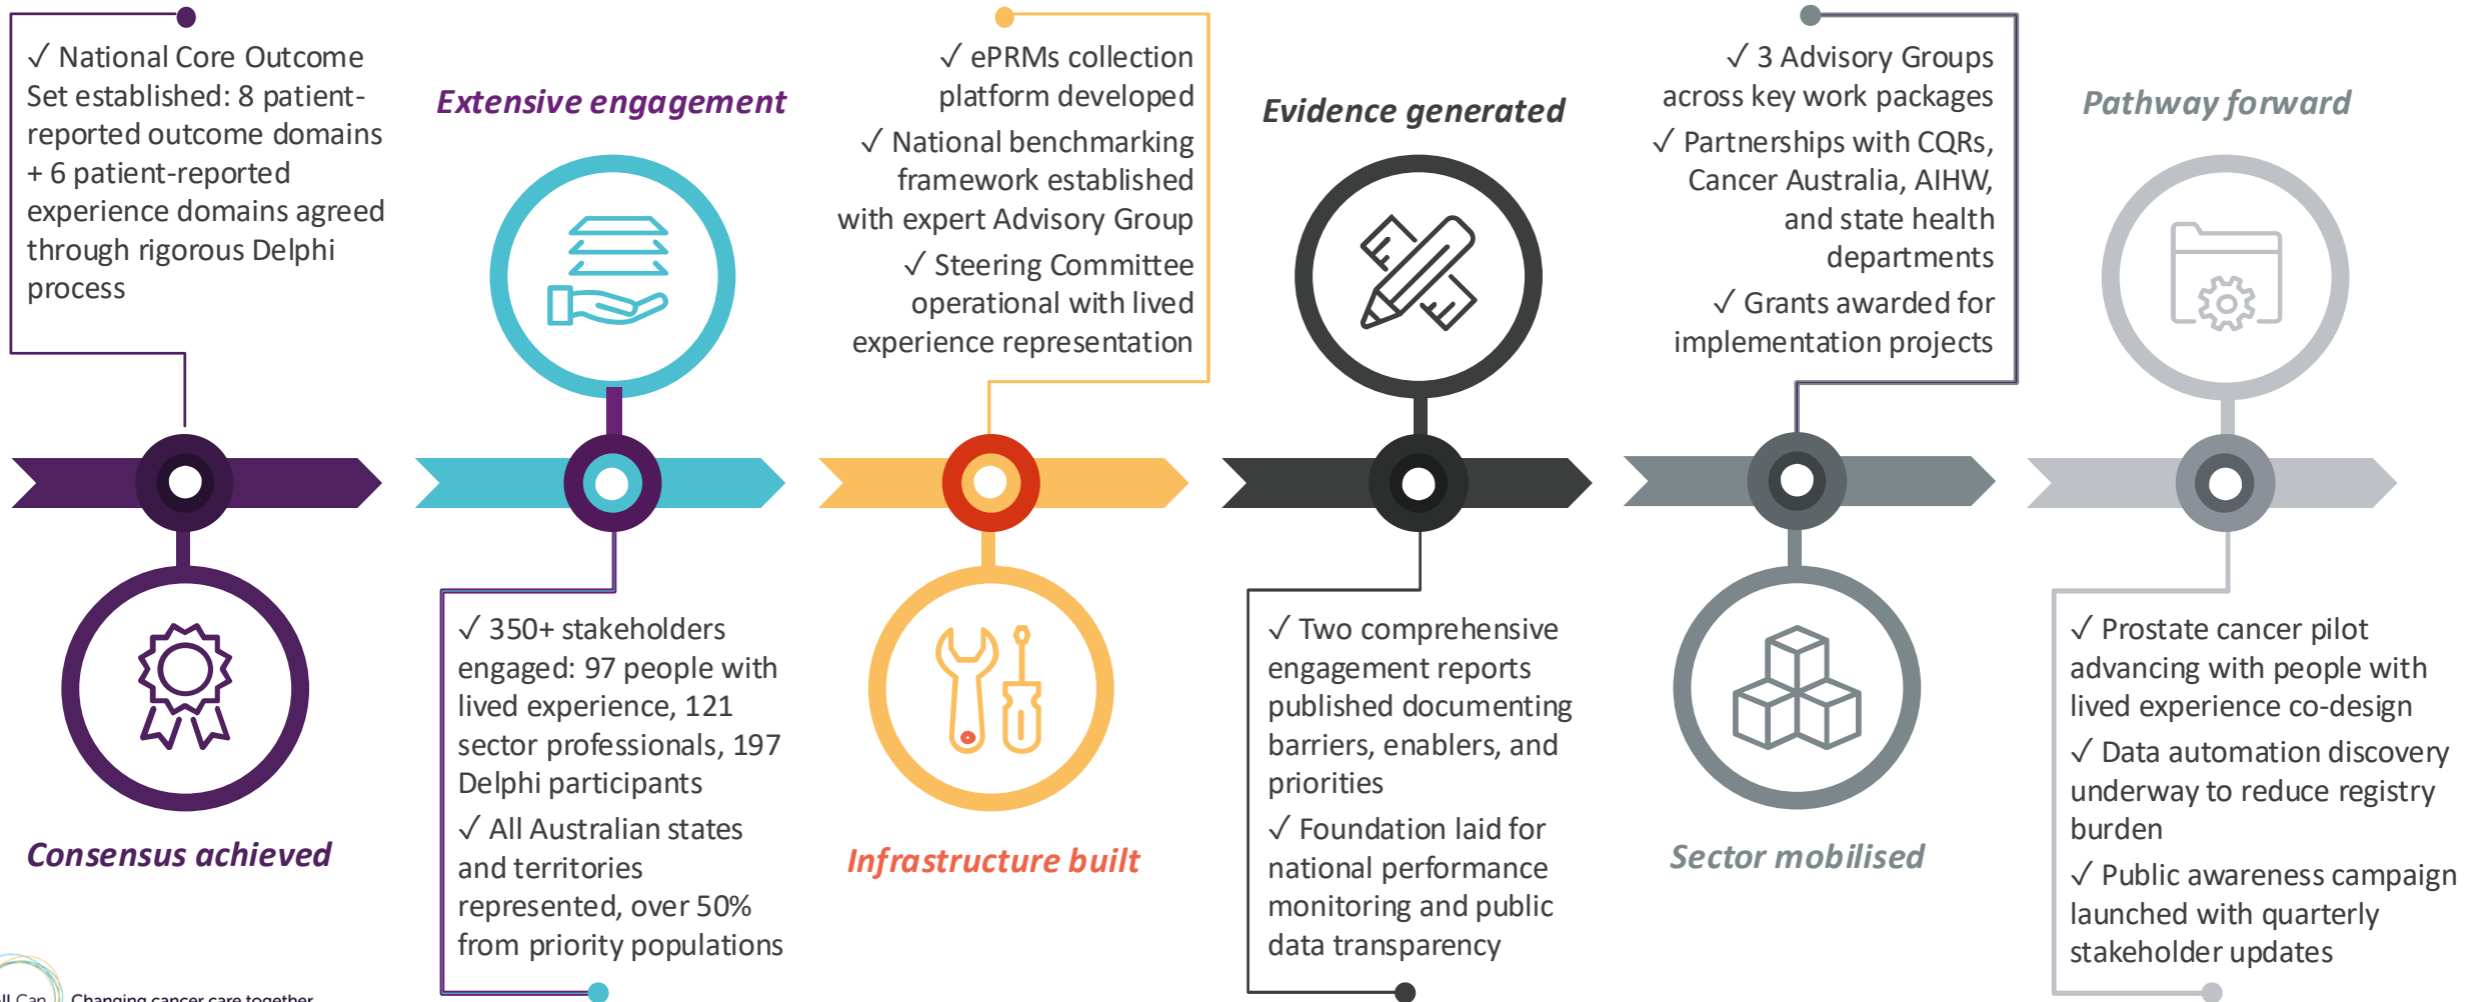 ✓ National Core Outcome
Set established: 8 patient-
reported outcome domains
+ 6 patient-reported
experience domains agreed
through rigorous Delphi
process
Consensus achieved
Extensive engagement
✓ 350+ stakeholders
engaged: 97 people with
lived experience, 121
sector professionals, 197
Delphi participants
✓ All Australian states
and territories
represented, over 50%
from priority populations
✓ ePRMs collection
platform developed
✓ National benchmarking
framework established
with expert Advisory Group
✓ Steering Committee
operational with lived
experience representation
Infrastructure built
Evidence generated
✓ Two comprehensive
engagement reports
published documenting
barriers, enablers, and
priorities
✓ Foundation laid for
national performance
monitoring and public
data transparency
✓ 3 Advisory Groups
across key work packages
✓ Partnerships with CQRs,
Cancer Australia, AIHW,
and state health
departments
✓ Grants awarded for
implementation projects
Sector mobilised
Pathway forward
✓ Prostate cancer pilot
advancing with people with
lived experience co-design
✓ Data automation discovery
underway to reduce registry
burden
✓ Public awareness campaign
launched with quarterly
stakeholder updates
Can
Changing cancer care together